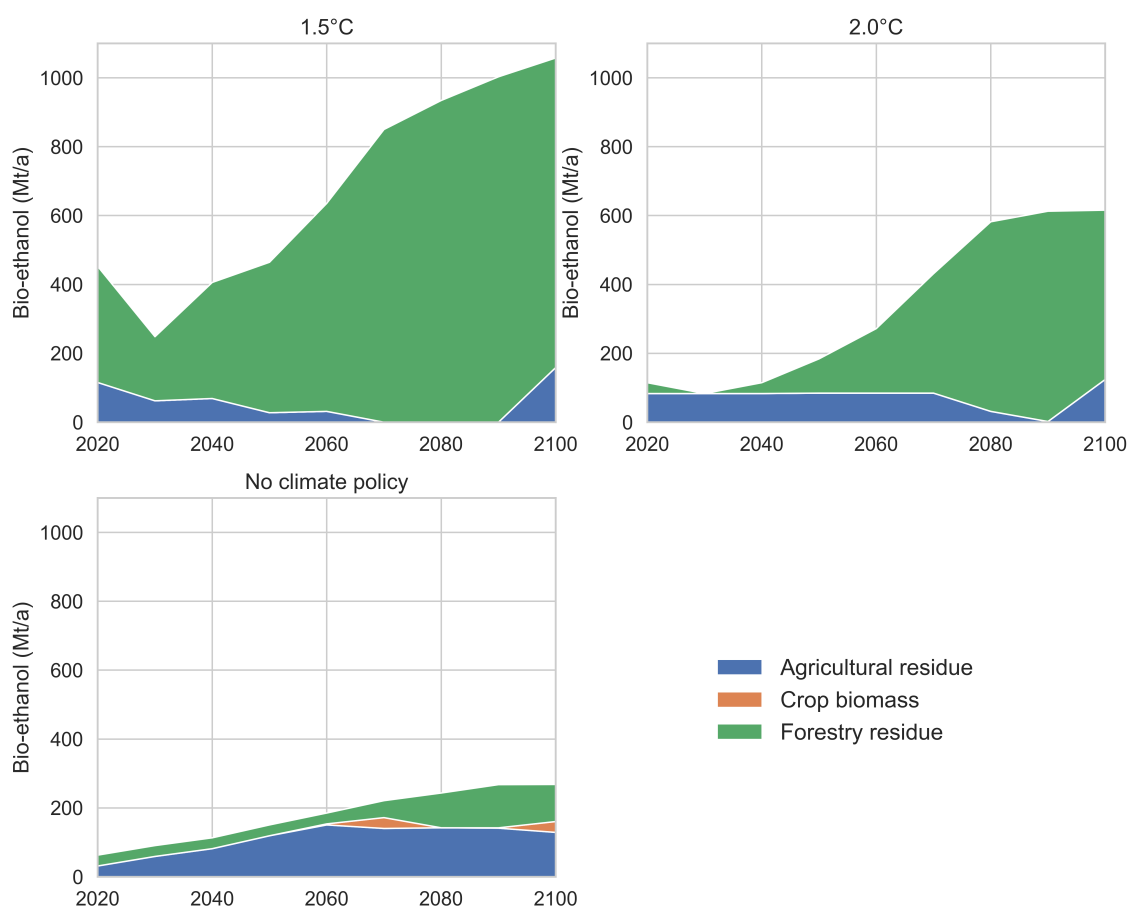 1.5°C
Bio-ethanol (Mt/a)
1000
800
600
400
200
0
2020 2040 2060 2080 2100
2.0°C
Bio-ethanol (Mt/a)
1000
800
600
400
200
0
2020 2040 2060 2080 2100
No climate policy
Bio-ethanol (Mt/a)
1000
800
600
400
200
0
2020 2040 2060 2080 2100
Agricultural residue
Crop biomass
Forestry residue